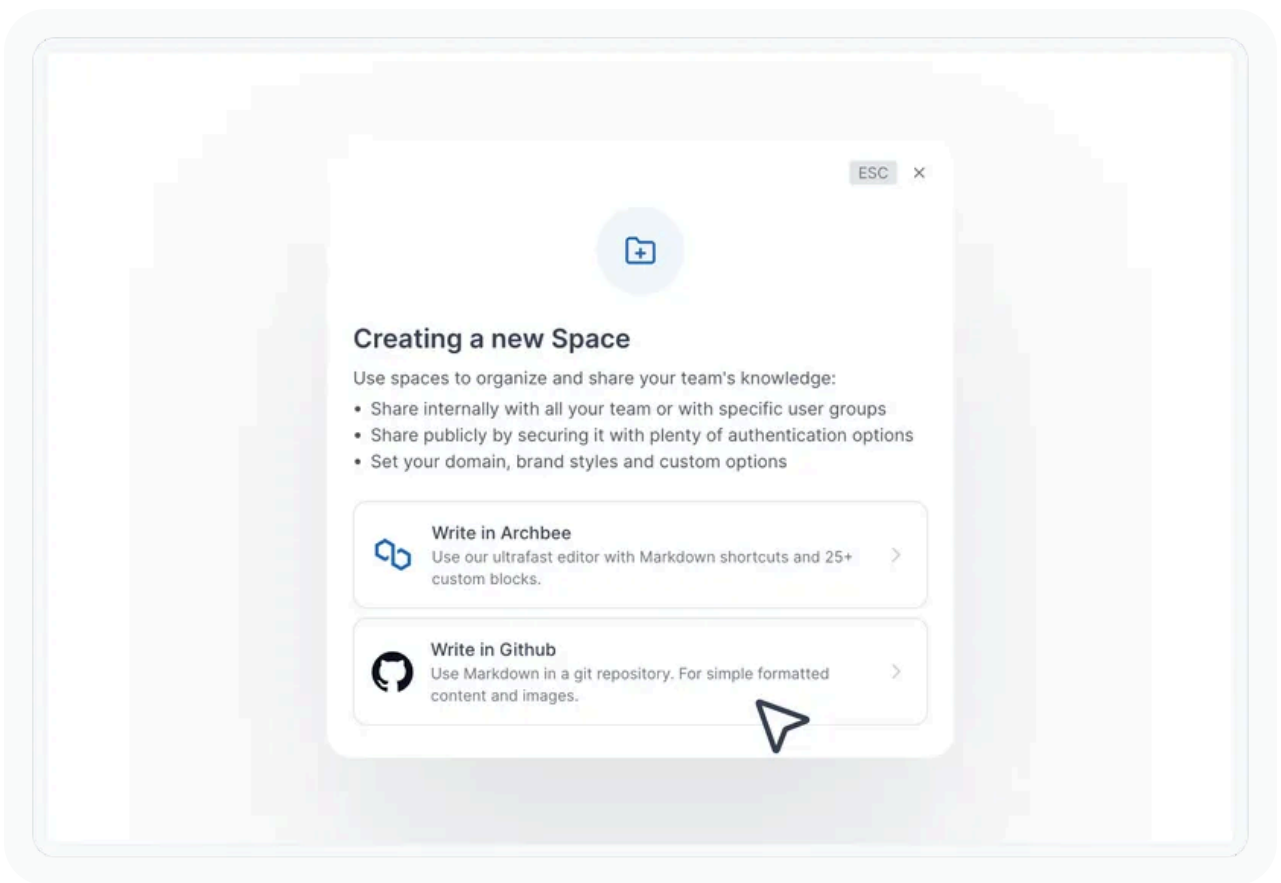 ESC
Creating a new Space
Use spaces to organize and share your team's knowledge:
• Share internally with all your team or with specific user groups
• Share publicly by securing it with plenty of authentication options
• Set your domain, brand styles and custom options
Write in Archbee
Use our ultrafast editor with Markdown shortcuts and 25+
custom blocks.
Write in Github
Use Markdown in a git repository. For simple formatted
content and images.